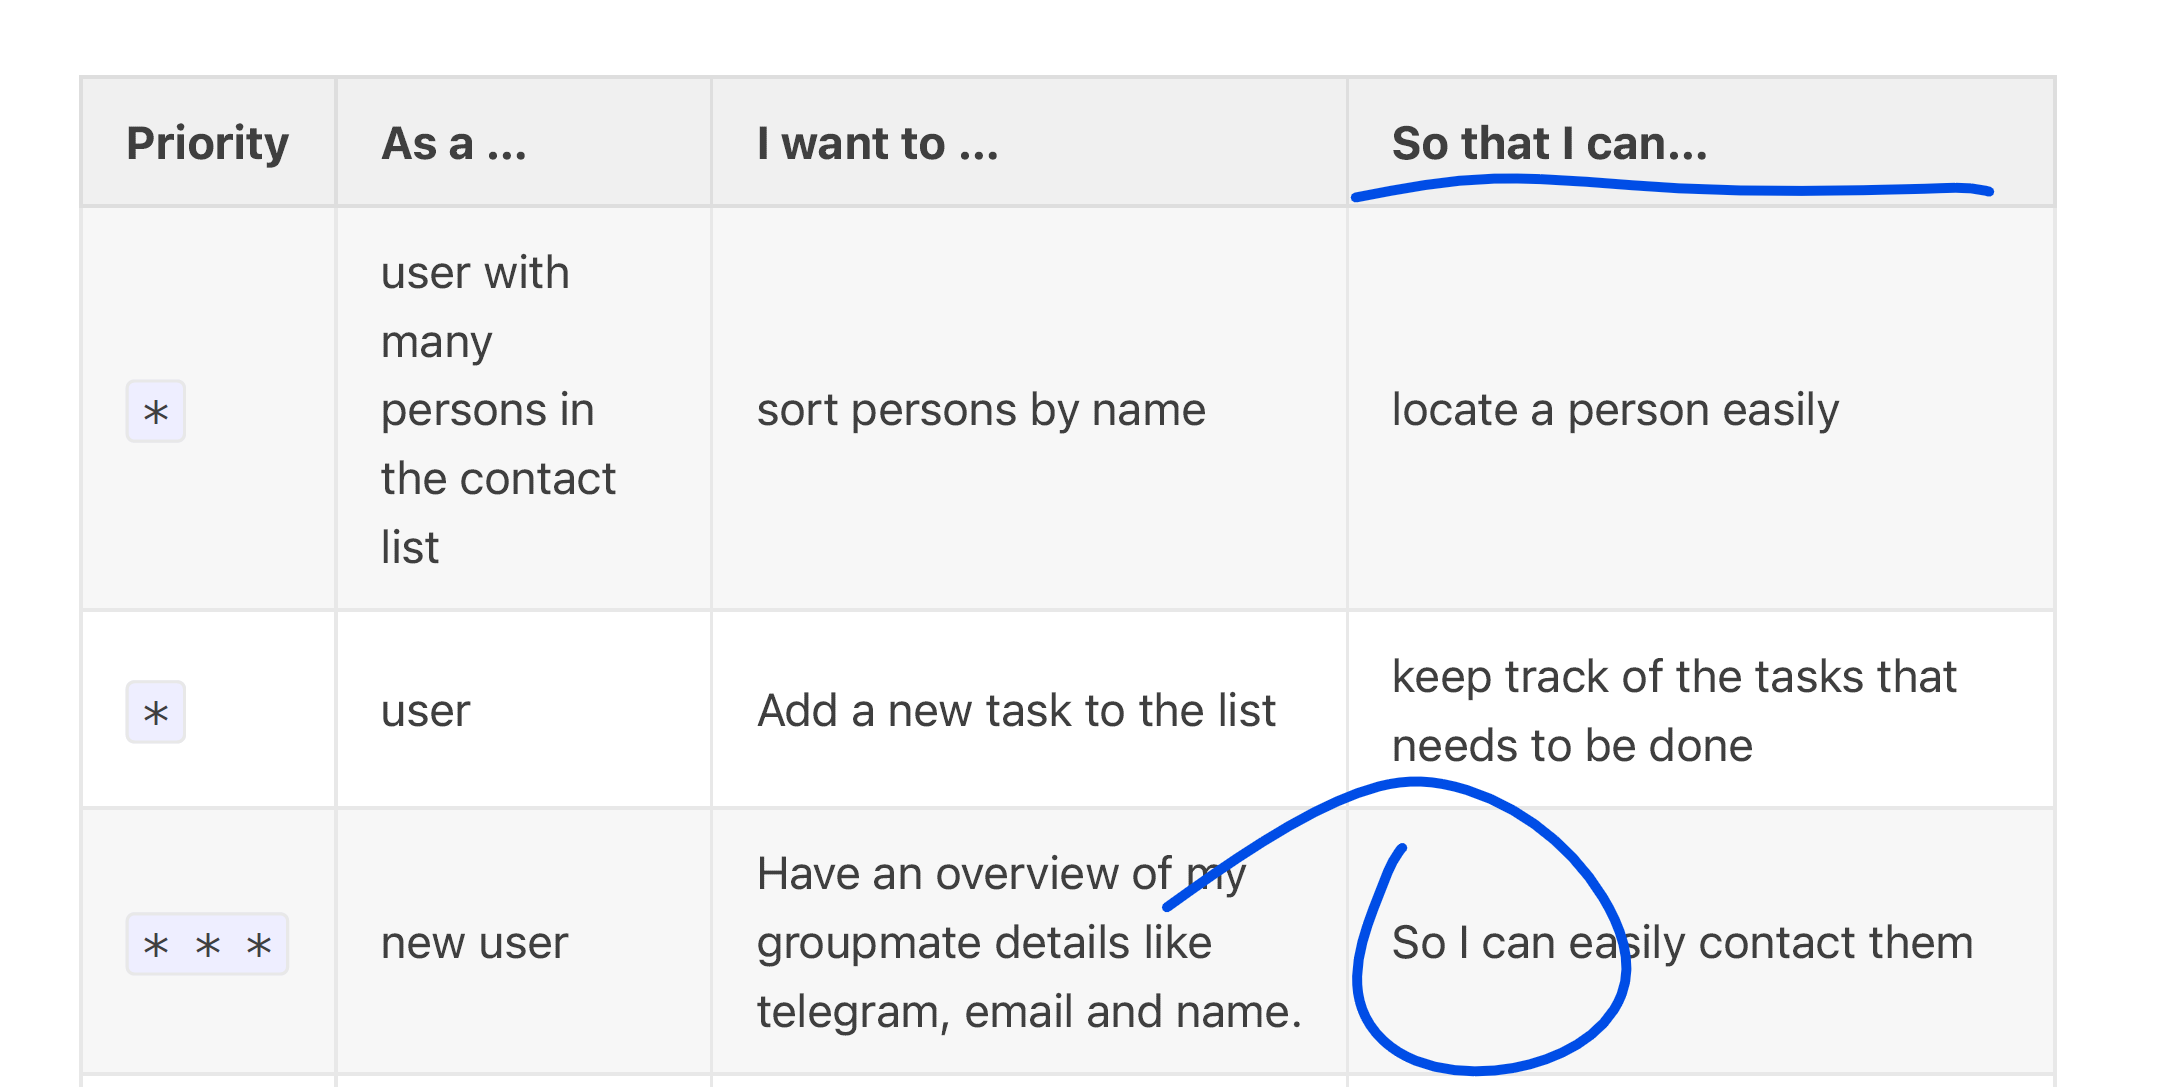 Priority
As a ...
I want to ...
So that I can...
*
user with
many
persons in
the contact
list
sort persons by name
locate a person easily
*
user
Add a new task to the list
keep track of the tasks that
needs to be done
* * *
new user
Have an overview of my
groupmate details like
telegram, email and name.
So I can easily contact them